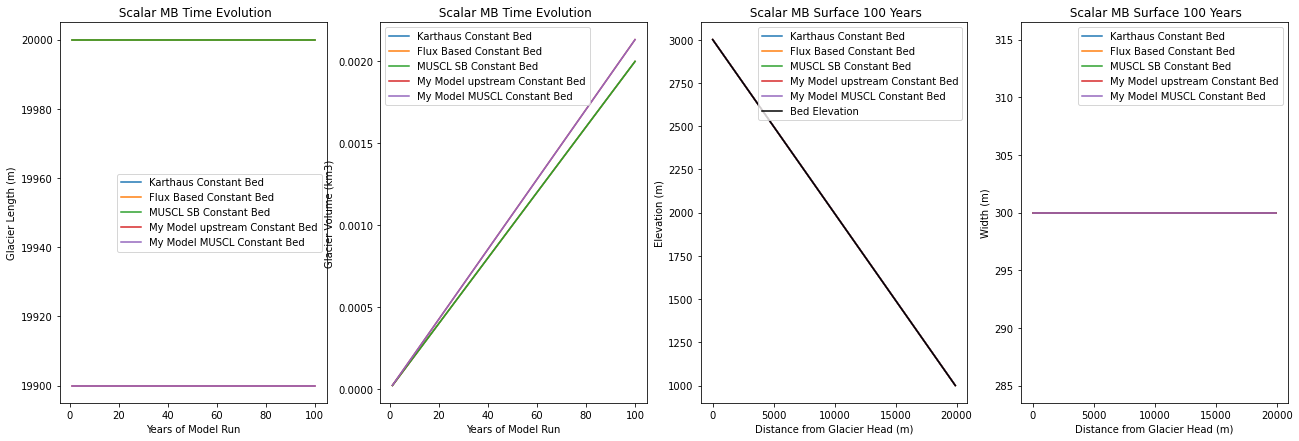 Scalar MB Time Evolution
Glacier Length (m)
20000
19980
19960
19940
19920
19900
Karthaus Constant Bed
Flux Based Constant Bed
MUSCL SB Constant Bed
My Model upstream Constant Bed
My Model MUSCL Constant Bed
0 20 40 60 80 100
Years of Model Run
Scalar MB Time Evolution
Glacier Volume (km3)
0.0020
0.0015
0.0010
0.0005
0.0000
Karthaus Constant Bed
Flux Based Constant Bed
MUSCL SB Constant Bed
My Model upstream Constant Bed
My Model MUSCL Constant Bed
0 20 40 60 80 100
Years of Model Run
Scalar MB Surface 100 Years
Elevation (m)
3000
2750
2500
2250
2000
1750
1500
1250
1000
Karthaus Constant Bed
Flux Based Constant Bed
MUSCL SB Constant Bed
My Model upstream Constant Bed
My Model MUSCL Constant Bed
Bed Elevation
0 5000 10000 15000 20000
Distance from Glacier Head (m)
Scalar MB Surface 100 Years
Width (m)
315
310
305
300
295
290
285
Karthaus Constant Bed
Flux Based Constant Bed
MUSCL SB Constant Bed
My Model upstream Constant Bed
My Model MUSCL Constant Bed
0 5000 10000 15000 20000
Distance from Glacier Head (m)